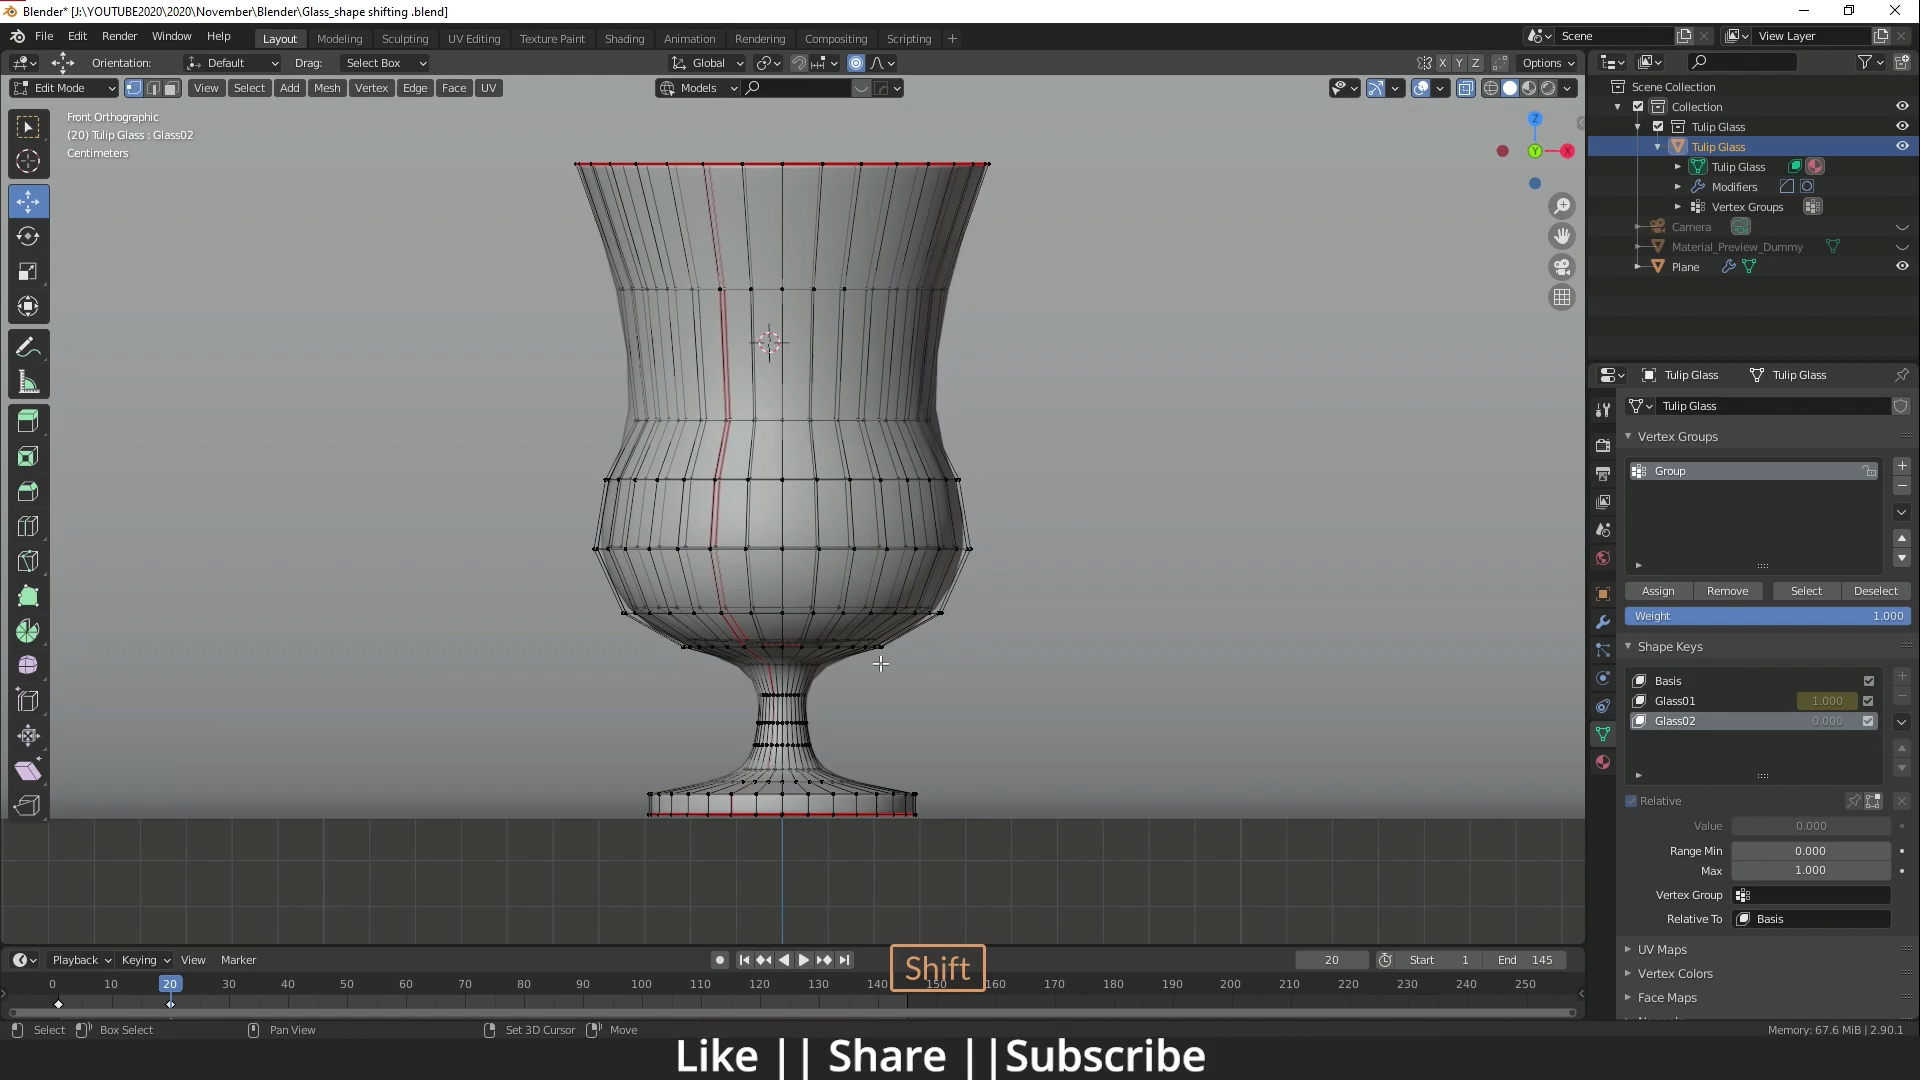 Blender* [J:\YOUTUBE2020\2020\November\Blender\Glass_shape shifting .blend]
File Edit Render Window Help Layout Modeling Sculpting UV Editing Texture Paint Shading Animation Rendering Compositing Scripting + Scene View Layer
Orientation: Default Drag: Select Box Global X Y Z Options
Edit Mode View Select Add Mesh Vertex Edge Face UV Models
Front Orthographic
(20) Tulip Glass : Glass02
Centimeters
Z
Y
X
Scene Collection
Collection
Tulip Glass
Tulip Glass
Tulip Glass
Modifiers
Vertex Groups
Camera
Material_Preview_Dummy
Plane
Tulip Glass Tulip Glass
Tulip Glass
Vertex Groups
Group
Assign Remove Select Deselect
Weight 1.000
Shape Keys
Basis
Glass01 1.000
Glass02 0.000
Relative
Value 0.000
Range Min 0.000
Max 1.000
Vertex Group
Relative To Basis
UV Maps
Vertex Colors
Face Maps
Playback Keying View Marker Shift 20 Start 1 End 145
0 10 20 30 40 50 60 70 80 90 100 110 120 130 140 150 160 170 180 190 200 210 220 230 240 250
Select Box Select Pan View Set 3D Cursor Move Memory: 67.6 MiB | 2.90.1
Like || Share ||Subscribe